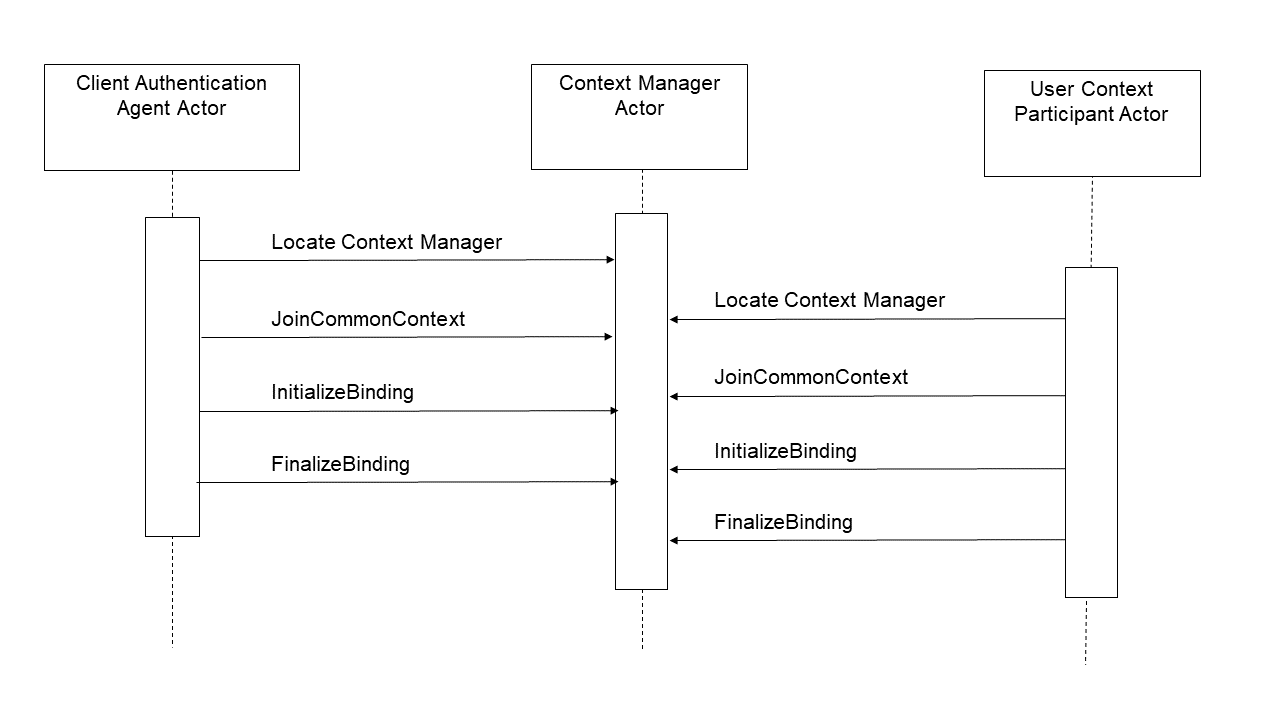 Client Authentication
Agent Actor
Context Manager
Actor
User Context
Participant Actor
Locate Context Manager
Locate Context Manager
JoinCommonContext
JoinCommonContext
InitializeBinding
InitializeBinding
FinalizeBinding
FinalizeBinding